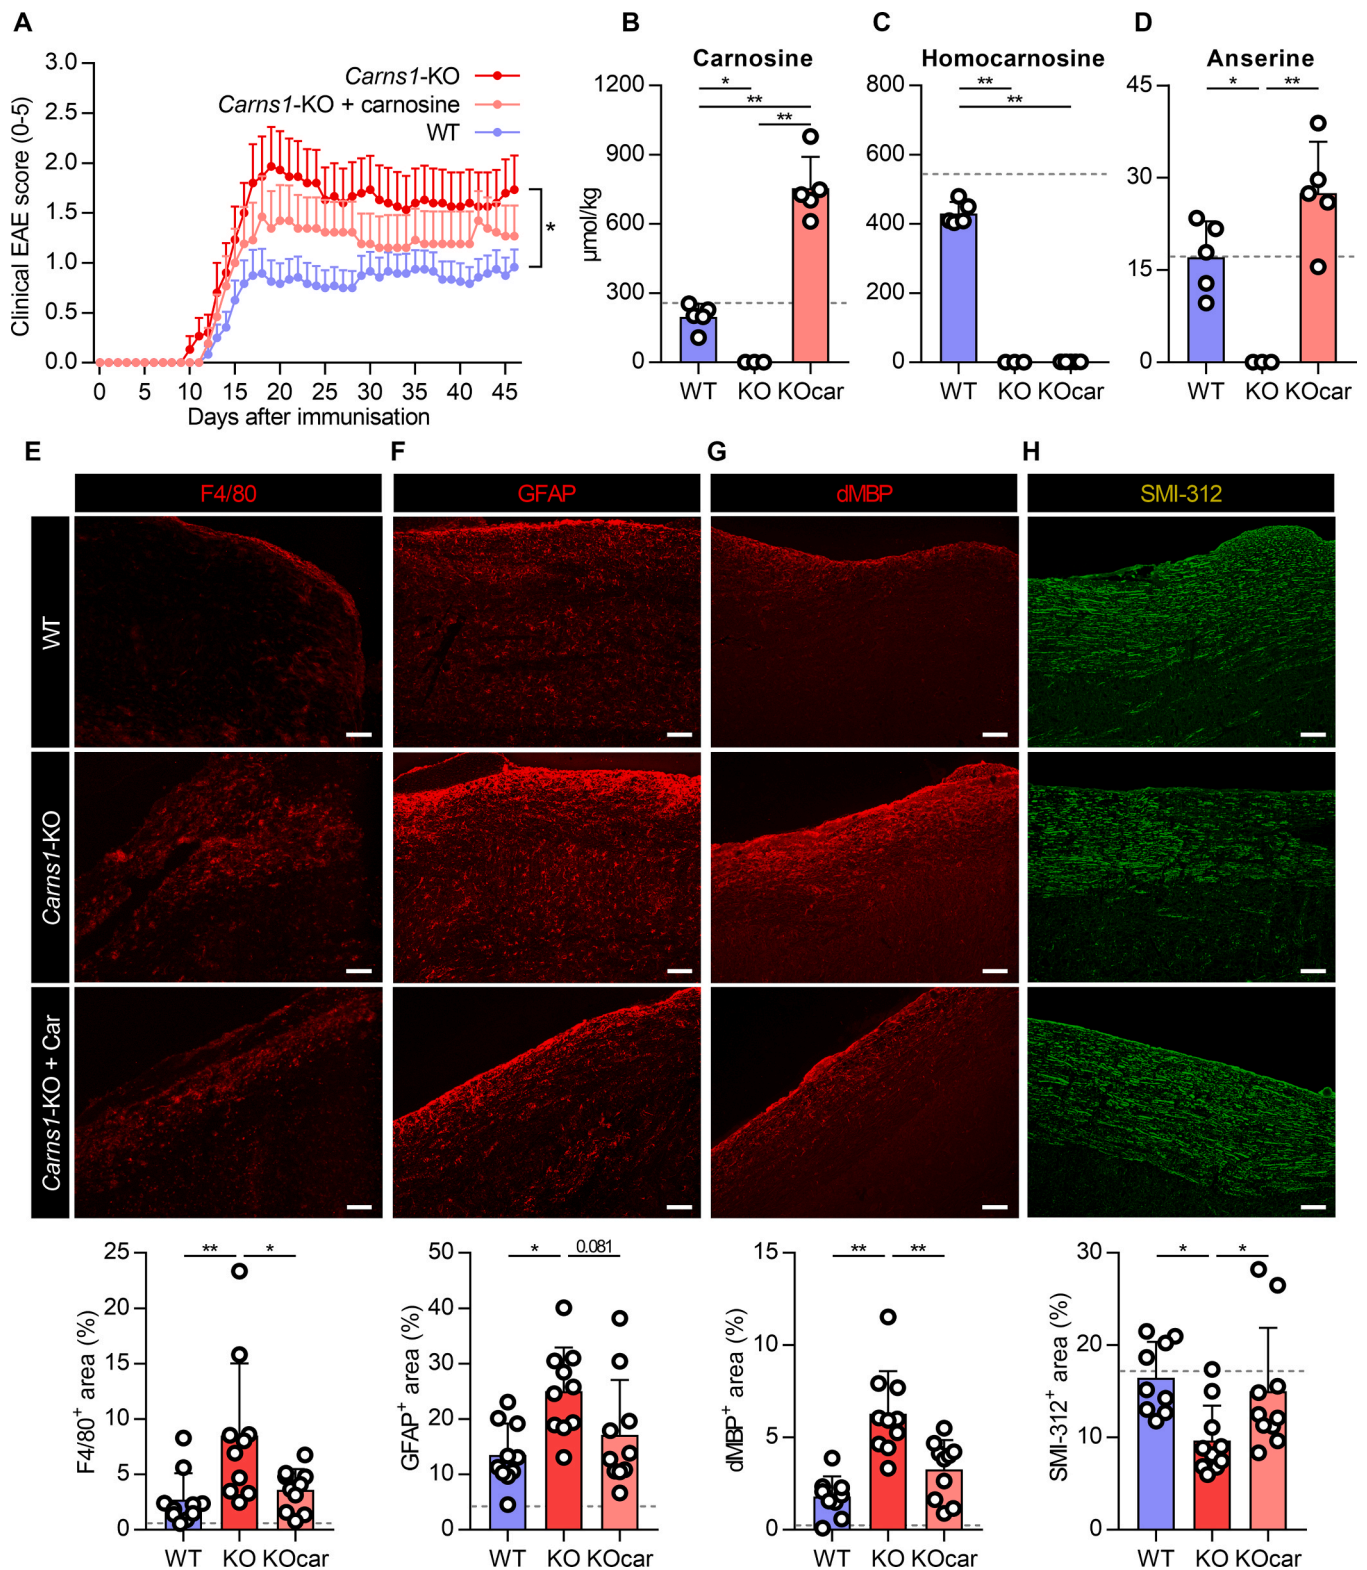 A
Clinical EAE score (0-5)
3.0
2.5
2.0
1.5
1.0
0.5
0.0
Carns1-KO
Carns1-KO + carnosine
WT
*
0 5 10 15 20 25 30 35 40 45
Days after immunisation
B
Carnosine
µmol/kg
1200
900
600
300
0
*
**
**
WT KO KOcar
C
Homocarnosine
800
600
400
200
0
**
**
WT KO KOcar
D
Anserine
45
30
15
0
* **
WT KO KOcar
E F G H
F4/80 GFAP dMBP SMI-312
WT
Carns1-KO
Carns1-KO + Car
F4/80+ area (%)
25
20
15
10
5
0
** *
WT KO KOcar
GFAP+ area (%)
50
40
30
20
10
0
* 0.081
WT KO KOcar
dMBP+ area (%)
15
10
5
0
** **
WT KO KOcar
SMI-312+ area (%)
30
20
10
0
* *
WT KO KOcar